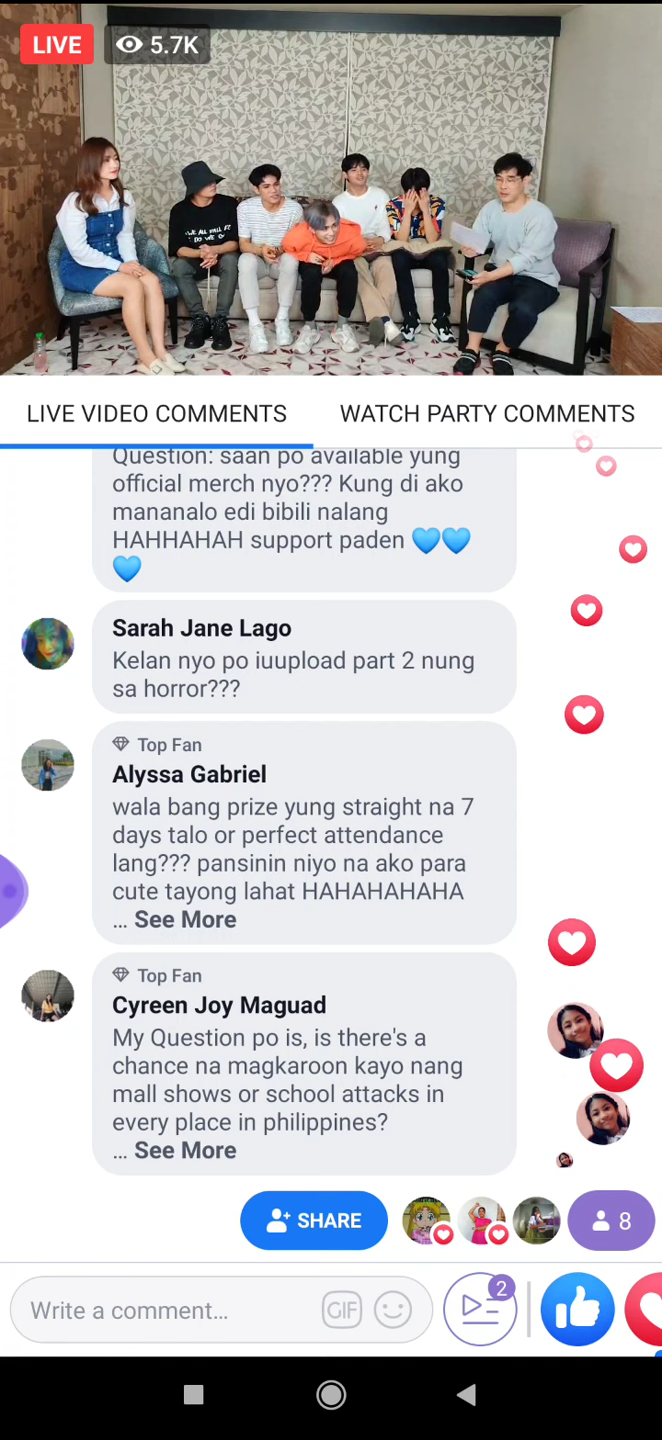 LIVE
5.7K
WE ALL FALL
DO WE
LIVE VIDEO COMMENTS
WATCH PARTY COMMENTS
Question: saan po available yung
official merch nyo??? Kung di ako
mananalo edi bibili nalang
HAHHAHAH support paden 💙💙
💙
Sarah Jane Lago
Kelan nyo po iuupload part 2 nung
sa horror???
Top Fan
Alyssa Gabriel
wala bang prize yung straight na 7
days talo or perfect attendance
lang??? pansinin niyo na ako para
cute tayong lahat HAHAHAHAHA
... See More
Top Fan
Cyreen Joy Maguad
My Question po is, is there's a
chance na magkaroon kayo nang
mall shows or school attacks in
every place in philippines?
... See More
SHARE
8
Write a comment...
GIF
2